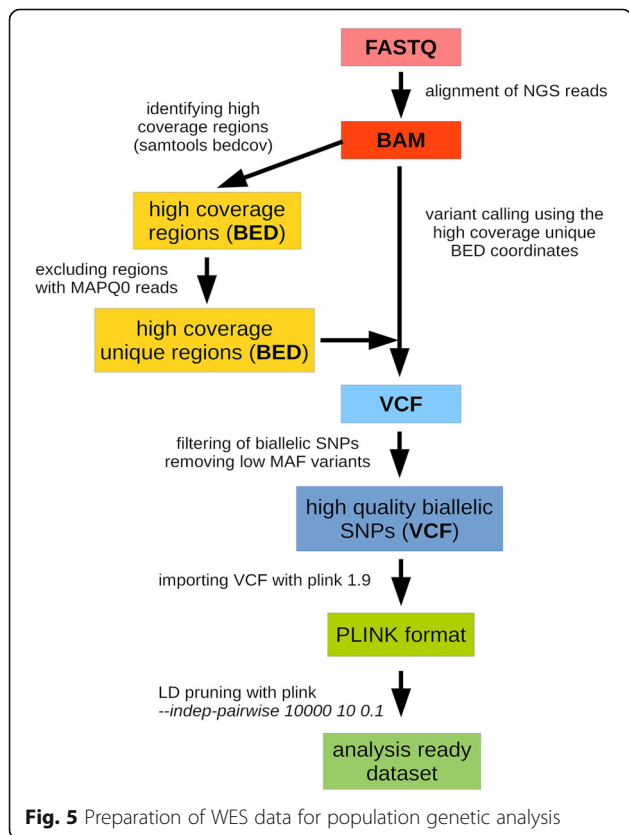 FASTQ
alignment of NGS reads
identifying high
coverage regions
(samtools bedcov)
BAM
high coverage
regions (BED)
variant calling using the
high coverage unique
BED coordinates
excluding regions
with MAPQ0 reads
high coverage
unique regions (BED)
VCF
filtering of biallelic SNPs
removing low MAF variants
high quality biallelic
SNPs (VCF)
importing VCF with plink 1.9
PLINK format
LD pruning with plink
--indep-pairwise 10000 10 0.1
analysis ready
dataset
Fig. 5 Preparation of WES data for population genetic analysis